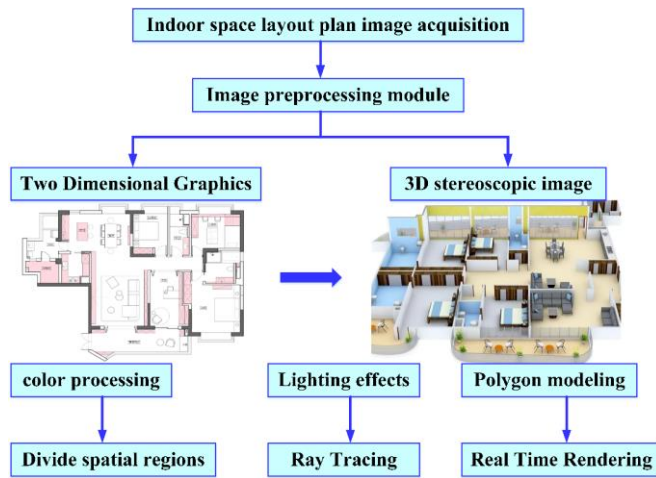 Indoor space layout plan image acquisition
Image preprocessing module
Two Dimensional Graphics
3D stereoscopic image
color processing
Lighting effects
Polygon modeling
Divide spatial regions
Ray Tracing
Real Time Rendering